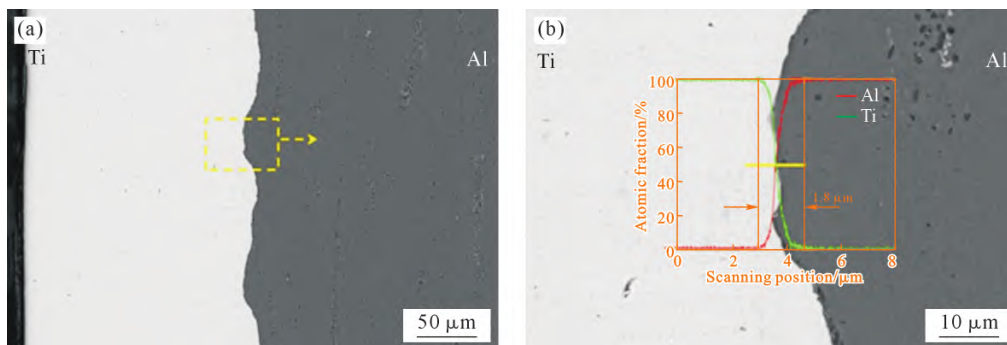 (a)
Ti
Al
50 μm
(b)
Ti
Al
100
80
60
40
20
0
Atomic fraction/%
Al
Ti
1.8 μm
0 2 4 6 8
Scanning position/μm
10 μm